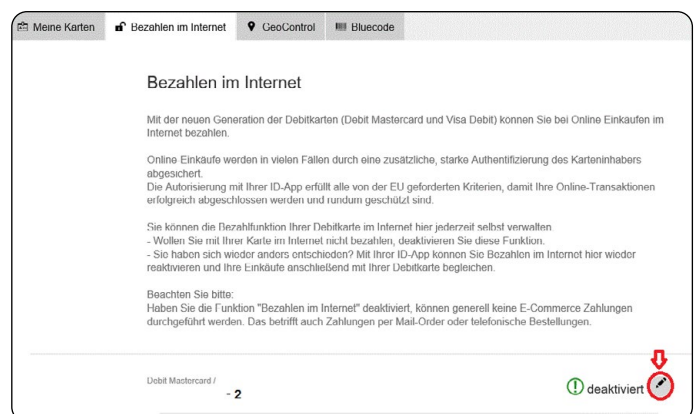 Meine Karten Bezahlen im Internet GeoControl Bluecode
Bezahlen im Internet
Mit der neuen Generation der Debitkarten (Debit Mastercard und Visa Debit) konnen Sie bei Online Einkaufen im
Internet bezahlen.
Online Einkäufe werden in vielen Fällen durch eine zusätzliche, starke Authentifizierung des Karteninhabers
abgesichert.
Die Autorisierung mit Ihrer ID-App erfüllt alle von der EU geforderten Kriterien, damit Ihre Online-Transaktionen
erfolgreich abgeschlossen werden und rundum geschützt sind.
Sie können die Bezahlfunktion Ihrer Debitkarte im Internet hier jederzeit selbst verwalten.
- Wollen Sie mit Ihrer Karte im Internet nicht bezahlen, deaktivieren Sie diese Funktion.
- Sie haben sich wieder anders entschieden? Mit Ihrer ID-App konnen Sie Bezahlen im Internet hier wieder
reaktivieren und Ihre Einkäufe anschließend mit Ihrer Debitkarte begleichen.
Beachten Sie bitte:
Haben Sie die Funktion "Bezahlen im Internet" deaktiviert, können generell keine E-Commerce Zahlungen
durchgeführt werden. Das betrifft auch Zahlungen per Mail-Order oder telefonische Bestellungen.
Debit Mastercard /
- 2
deaktiviert